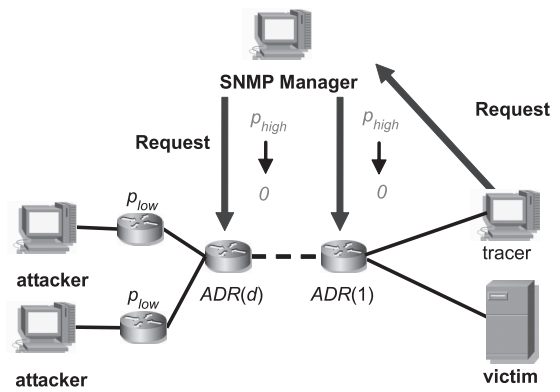 SNMP Manager
Request
Request
p_high
p_high
0
0
p_low
attacker
ADR(d)
ADR(1)
tracer
p_low
attacker
victim